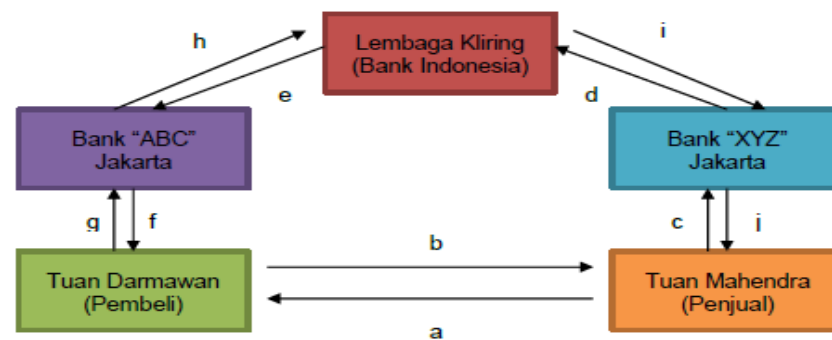 h
Lembaga Kliring
(Bank Indonesia)
i
e
d
Bank “ABC”
Jakarta
Bank “XYZ”
Jakarta
g
f
c
j
b
Tuan Darmawan
(Pembeli)
Tuan Mahendra
(Penjual)
a